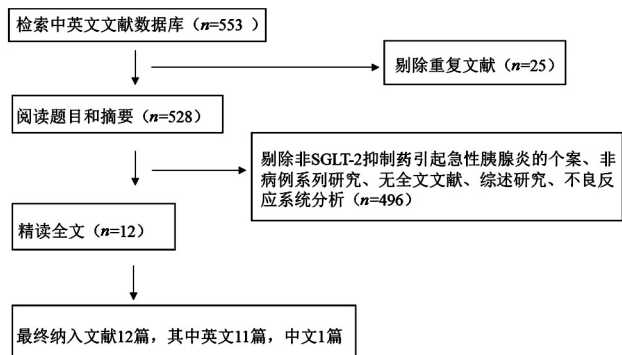 检索中英文文献数据库（n=553 ）
剔除重复文献（n=25）
阅读题目和摘要（n=528）
剔除非SGLT-2抑制药引起急性胰腺炎的个案、非
病例系列研究、无全文文献、综述研究、不良反
应系统分析（n=496）
精读全文（n=12）
最终纳入文献12篇，其中英文11篇，中文1篇